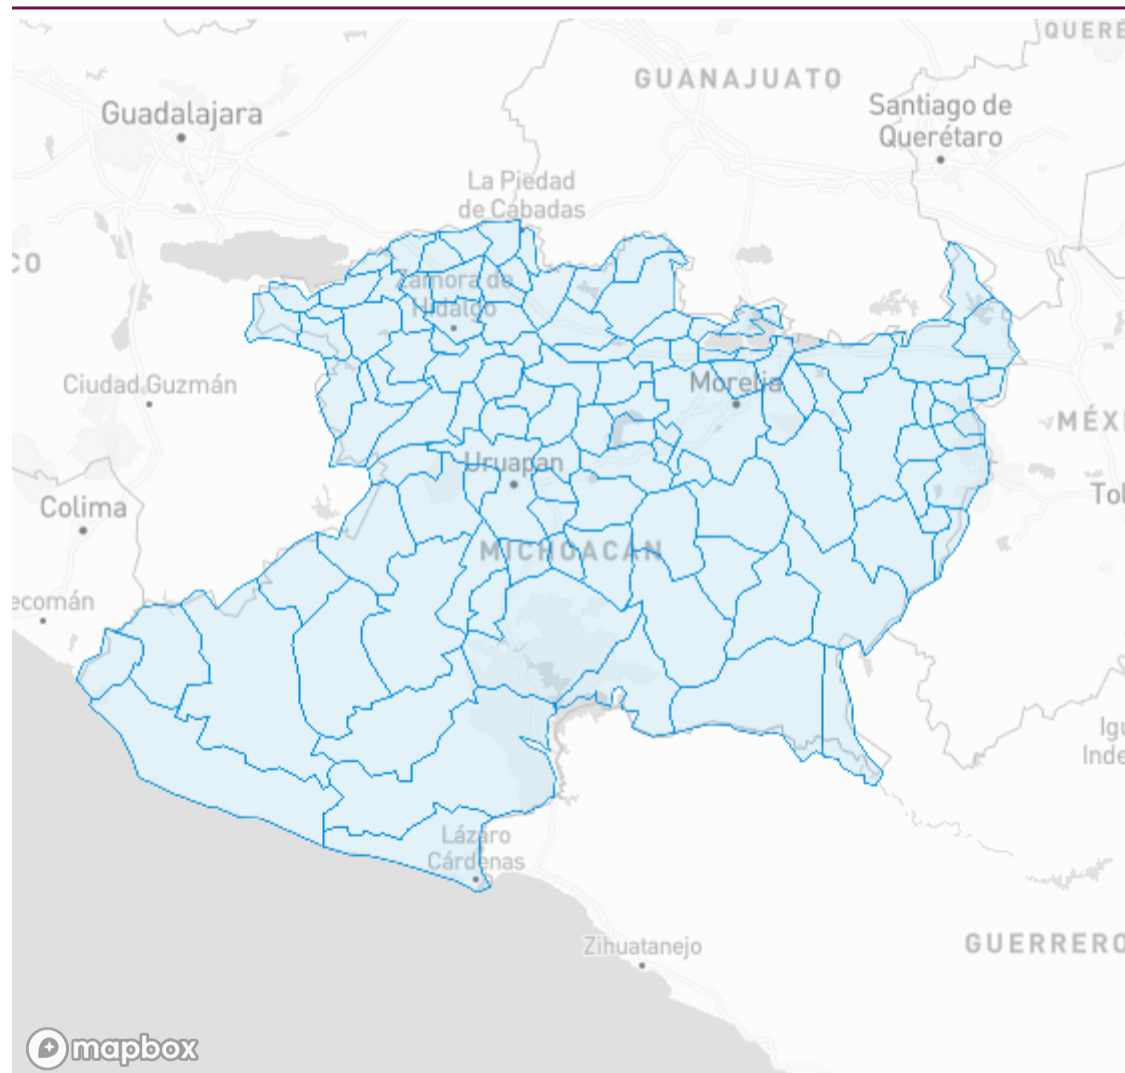 QUERÉ
GUANAJUATO
Guadalajara
Santiago de
Querétaro
La Piedad
de Cabadas
CO
Zamora de
Hidalgo
Ciudad Guzmán
Morelia
MÉXI
Uruapan
Tol
Colima
MICHOACÁN
ecomán
Igu
Inde
Lázaro
Cárdenas
Zihuatanejo
GUERRERO
mapbox